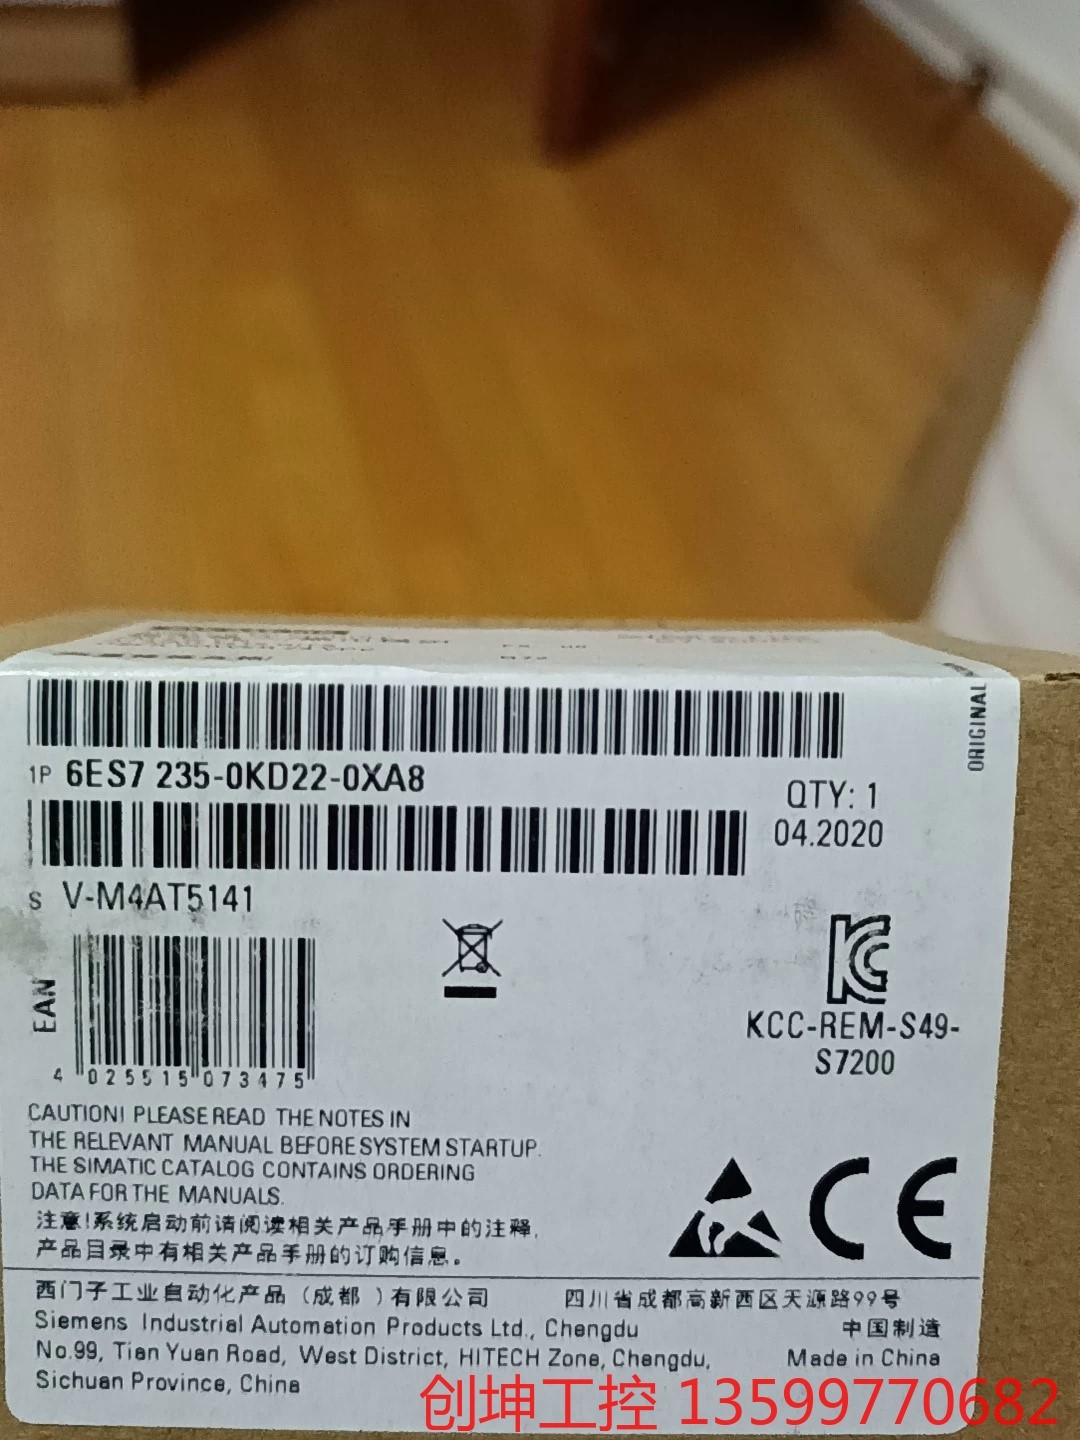 ORIGINAL
1P 6ES7 235-0KD22-0XA8
QTY: 1
04.2020
S V-M4AT5141
EAN
4 025515 073475
KCC-REM-S49-
S7200
CAUTION! PLEASE READ THE NOTES IN
THE RELEVANT MANUAL BEFORE SYSTEM STARTUP.
THE SIMATIC CATALOG CONTAINS ORDERING
DATA FOR THE MANUALS.
注意!系统启动前请阅读相关产品手册中的注释,
产品目录中有相关产品手册的订购信息。
CE
西门子工业自动化产品（成都 ）有限公司 四川省成都高新西区天源路99号
Siemens Industrial Automation Products Ltd., Chengdu 中国制造
No.99, Tian Yuan Road, West District, HITECH Zone, Chengdu, Made in China
Sichuan Province, China
创坤工控 13599770682